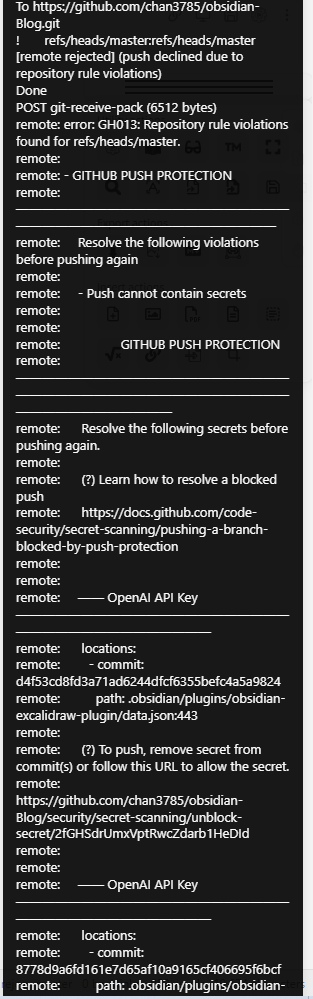 To https://github.com/chan3785/obsidian-
Blog.git
!       refs/heads/master:refs/heads/master
[remote rejected] (push declined due to
repository rule violations)
Done
POST git-receive-pack (6512 bytes)
remote: error: GH013: Repository rule violations
found for refs/heads/master.
remote:
remote: - GITHUB PUSH PROTECTION
remote:
remote:     Resolve the following violations
before pushing again
remote:
remote:     - Push cannot contain secrets
remote:
remote:
remote:                GITHUB PUSH PROTECTION
remote:
remote:      Resolve the following secrets before
pushing again.
remote:
remote:      (?) Learn how to resolve a blocked
push
remote:      https://docs.github.com/code-
security/secret-scanning/pushing-a-branch-
blocked-by-push-protection
remote:
remote:
remote:     —— OpenAI API Key
remote:      locations:
remote:        - commit:
d4f53cd8fd3a71ad6244dfcf6355befc4a5a9824
remote:          path: .obsidian/plugins/obsidian-
excalidraw-plugin/data.json:443
remote:
remote:      (?) To push, remove secret from
commit(s) or follow this URL to allow the secret.
remote:
https://github.com/chan3785/obsidian-
Blog/security/secret-scanning/unblock-
secret/2fGHSdrUmxVptRwcZdarb1HeDId
remote:
remote:
remote:     —— OpenAI API Key
remote:      locations:
remote:        - commit:
8778d9a6fd161e7d65af10a9165cf406695f6bcf
remote:          path: .obsidian/plugins/obsidian-